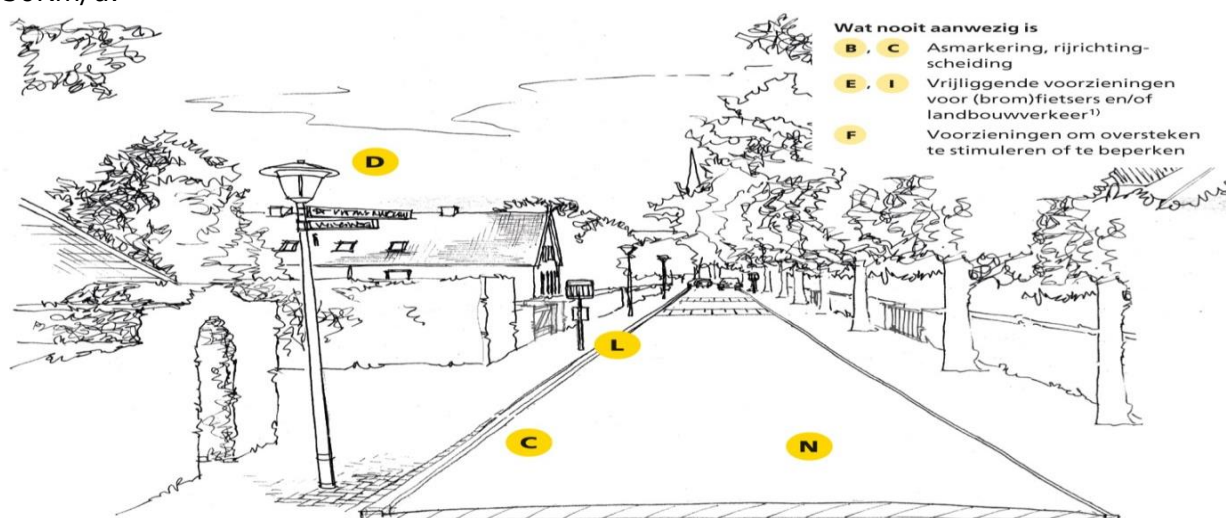 Wat nooit aanwezig is
B, C Asmarkering, rijrichting-
scheiding
E, I Vrijliggende voorzieningen
voor (brom)fietsers en/of
landbouwverkeer¹⁾
F Voorzieningen om oversteken
te stimuleren of te beperken
D
L
C
N